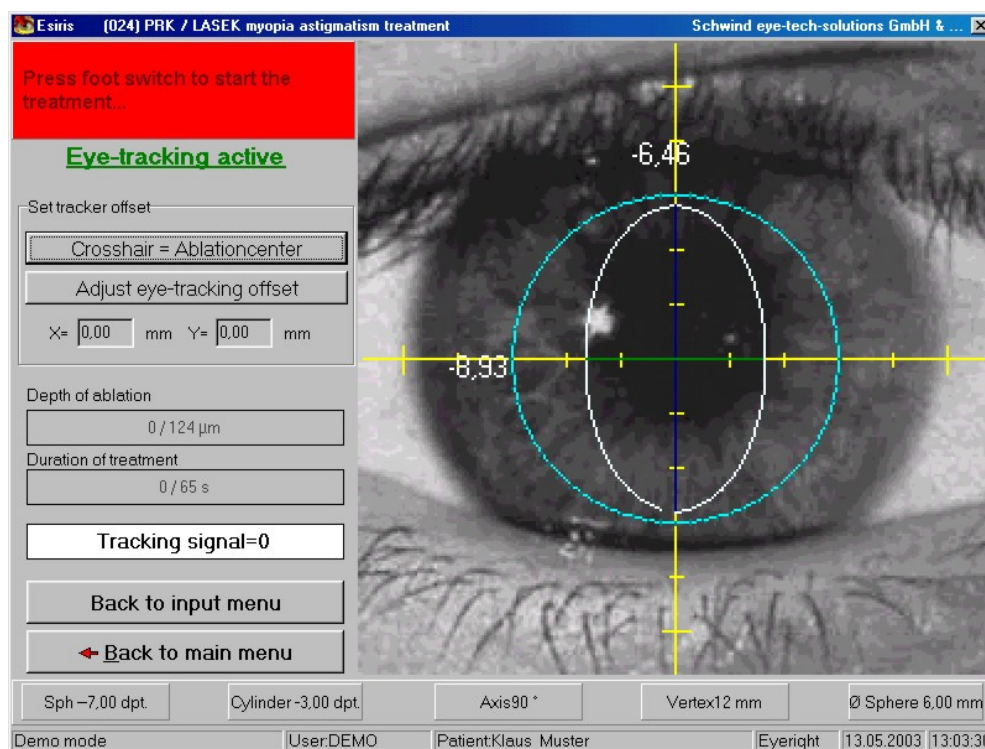 Esiris (024) PRK / LASEK myopia astigmatism treatment Schwind eye-tech-solutions GmbH & ...
Press foot switch to start the
treatment...
Eye-tracking active
Set tracker offset
Crosshair = Ablationcenter
Adjust eye-tracking offset
X= 0,00 mm Y= 0,00 mm
Depth of ablation
0 / 124 µm
Duration of treatment
0 / 65 s
Tracking signal=0
Back to input menu
Back to main menu
-6,46
-8,93
Sph –7,00 dpt. Cylinder -3,00 dpt. Axis90 ° Vertex12 mm Ø Sphere 6,00 mm
Demo mode User:DEMO Patient:Klaus Muster Eyeright 13.05.2003 13:03:36